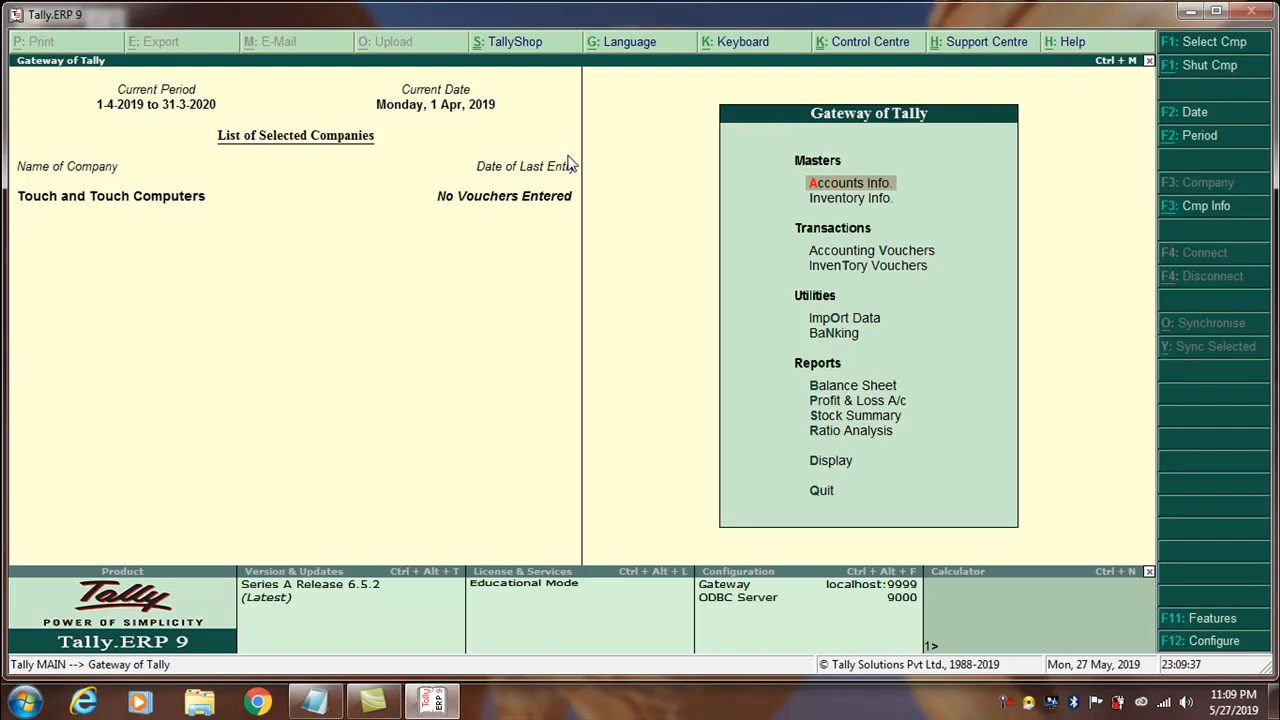 Tally.ERP 9
P: Print
E: Export
M: E-Mail
O: Upload
S: TallyShop
G: Language
K: Keyboard
K: Control Centre
H: Support Centre
H: Help
Gateway of Tally
Ctrl + M
Current Period
1-4-2019 to 31-3-2020
Current Date
Monday, 1 Apr, 2019
List of Selected Companies
Name of Company
Date of Last
Touch and Touch Computers
No Vouchers Entered
Gateway of Tally
Masters
Accounts Info.
Inventory Info.
Transactions
Accounting Vouchers
InvenTory Vouchers
Utilities
ImpOrt Data
BaNking
Reports
Balance Sheet
Profit & Loss A/c
Stock Summary
Ratio Analysis
Display
Quit
F1: Select Cmp
F1: Shut Cmp
F2: Date
F2: Period
F3: Company
F3: Cmp Info
F4: Connect
F4: Disconnect
O: Synchronise
Y: Sync Selected
F11: Features
F12: Configure
Product
Tally
POWER OF SIMPLICITY
Tally.ERP 9
Version & Updates Ctrl + Alt + T
Series A Release 6.5.2
(Latest)
License & Services Ctrl + Alt + L
Educational Mode
Configuration Ctrl + Alt + F
Gateway localhost:9999
ODBC Server 9000
Calculator Ctrl + N
1>
Tally MAIN --> Gateway of Tally
© Tally Solutions Pvt Ltd., 1988-2019
Mon, 27 May, 2019
23:09:37
Tally
ERP 9
11:09 PM
5/27/2019